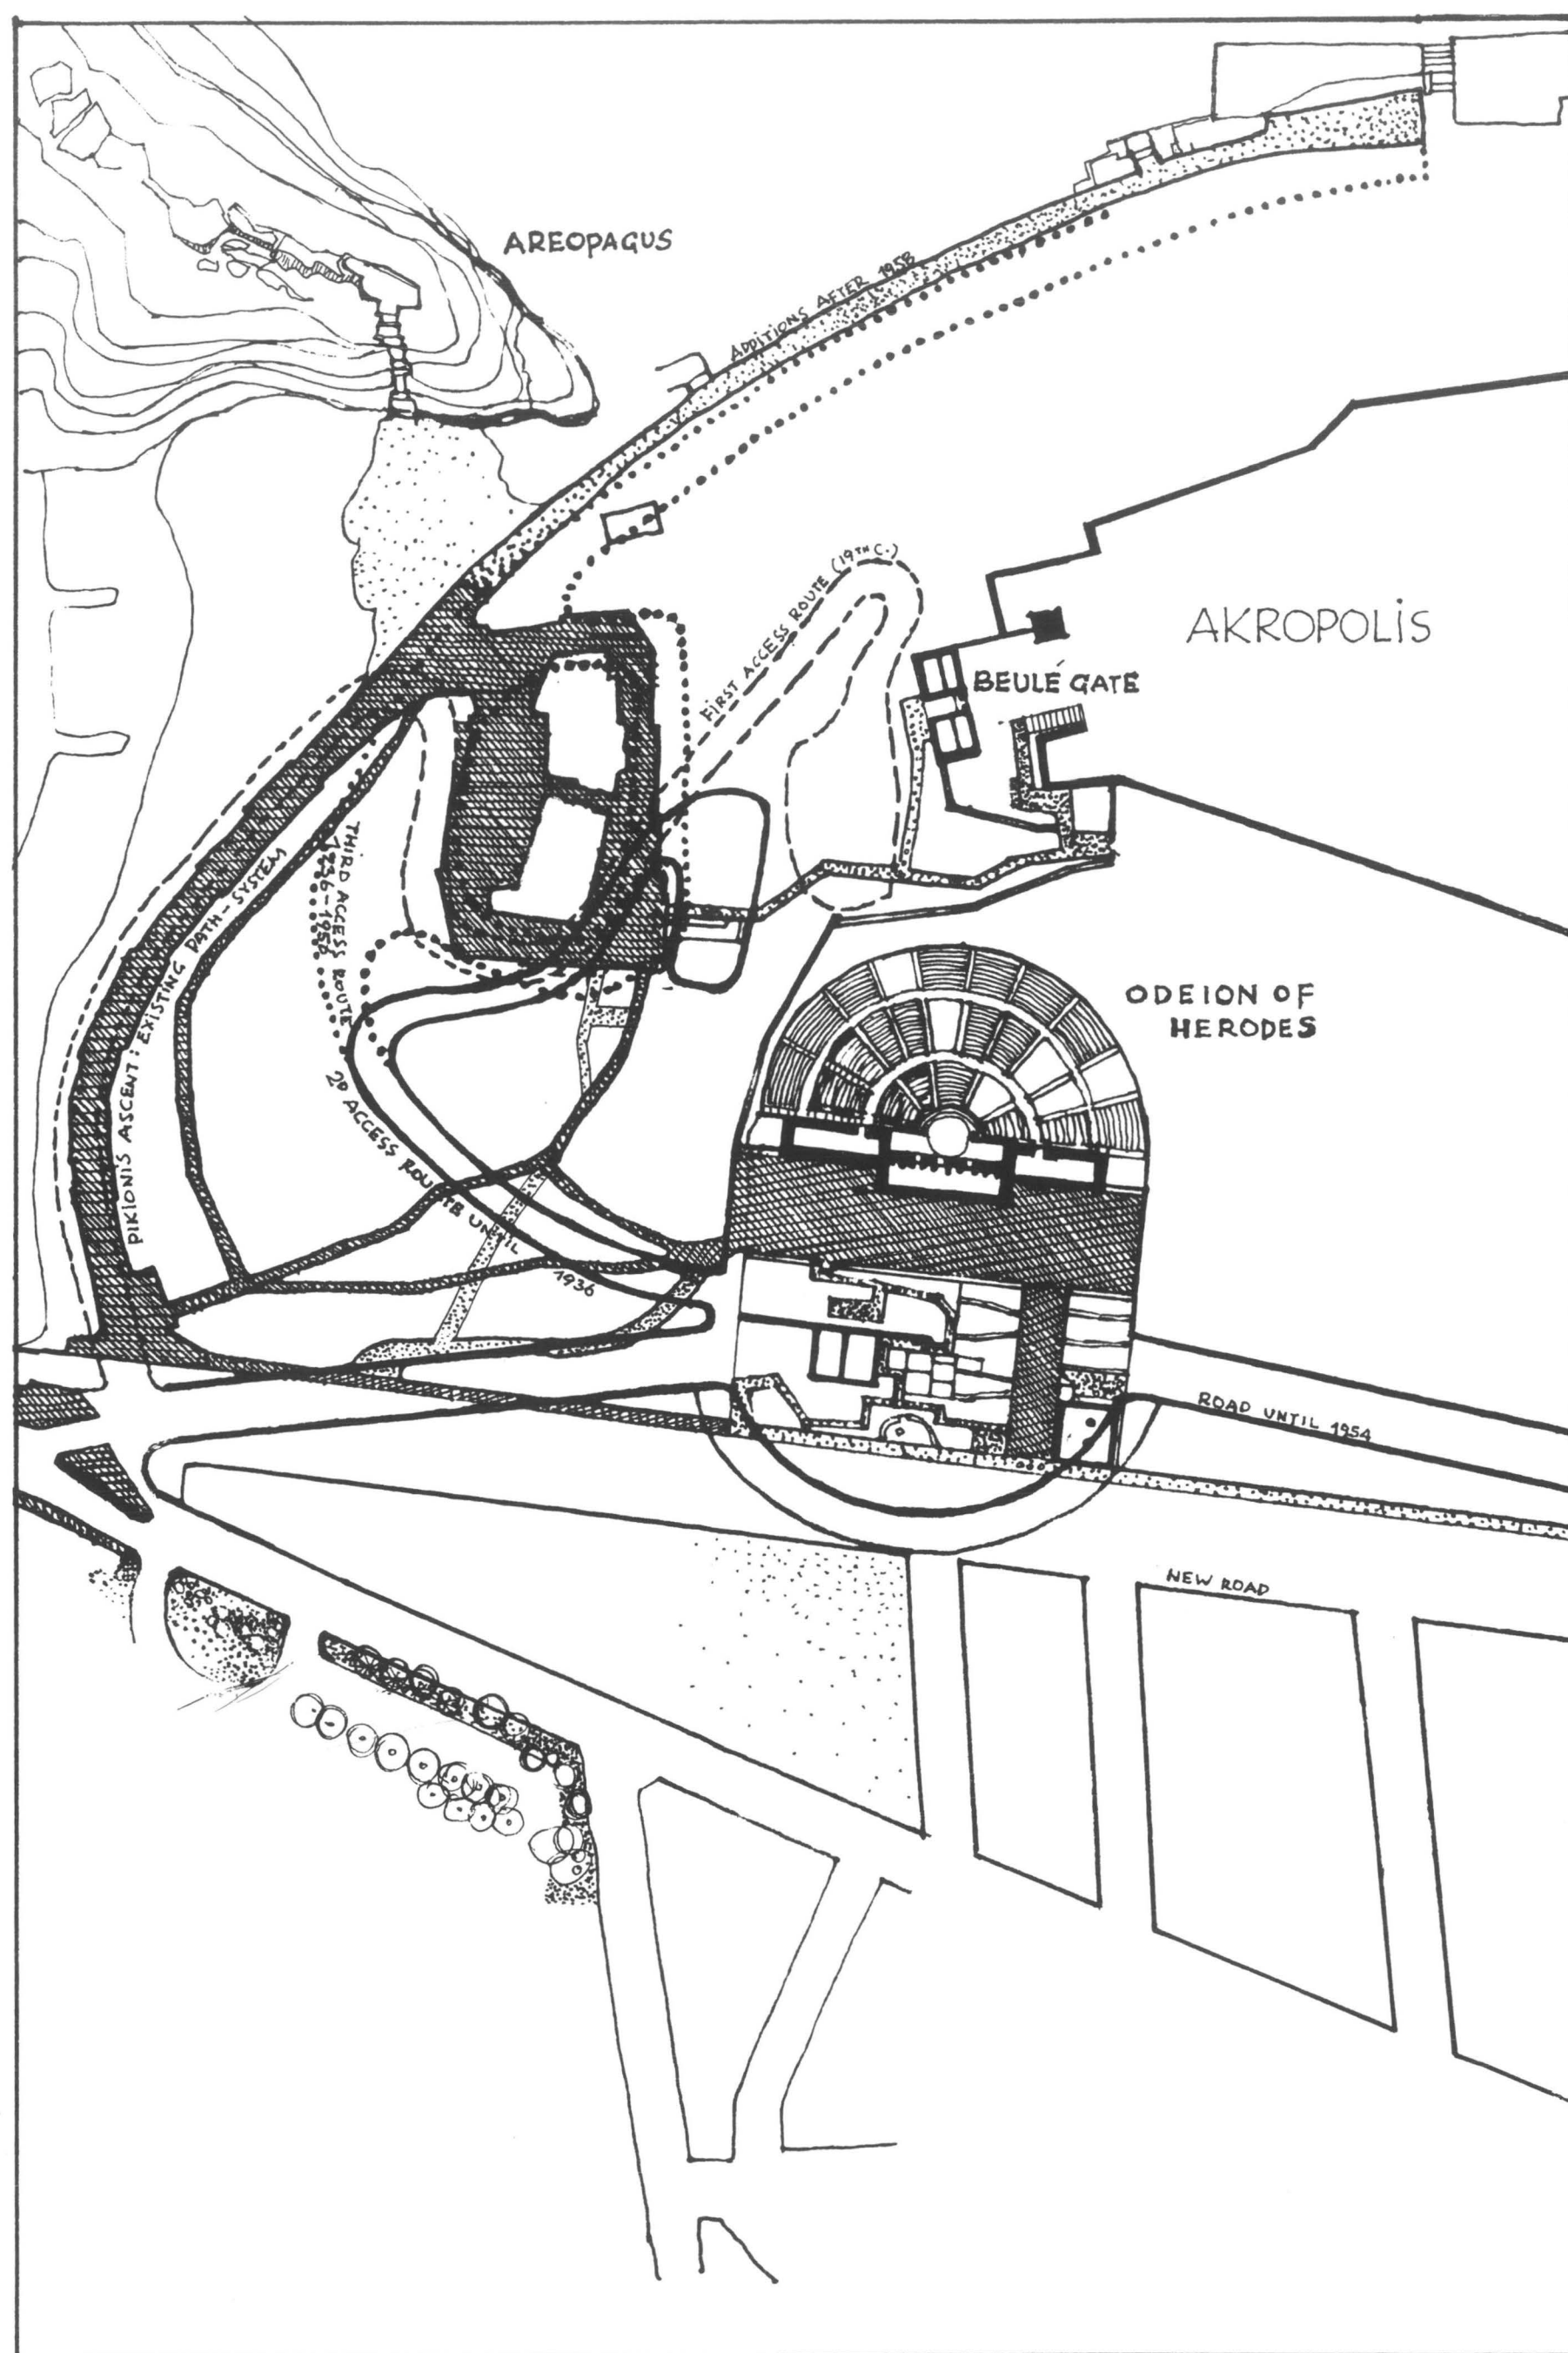 AREOPAGUS
ADDITIONS AFTER 1958
FIRST ACCESS ROUTE (19TH C.)
AKROPOLiS
BEULÉ GATE
THIRD ACCESS ROUTE
1936-1956
PIKIONIS ASCENT: EXISTING PATH-SYSTEM
ODEION OF
HERODES
2D ACCESS ROUTE UNTIL
1936
ROAD UNTIL 1954
NEW ROAD